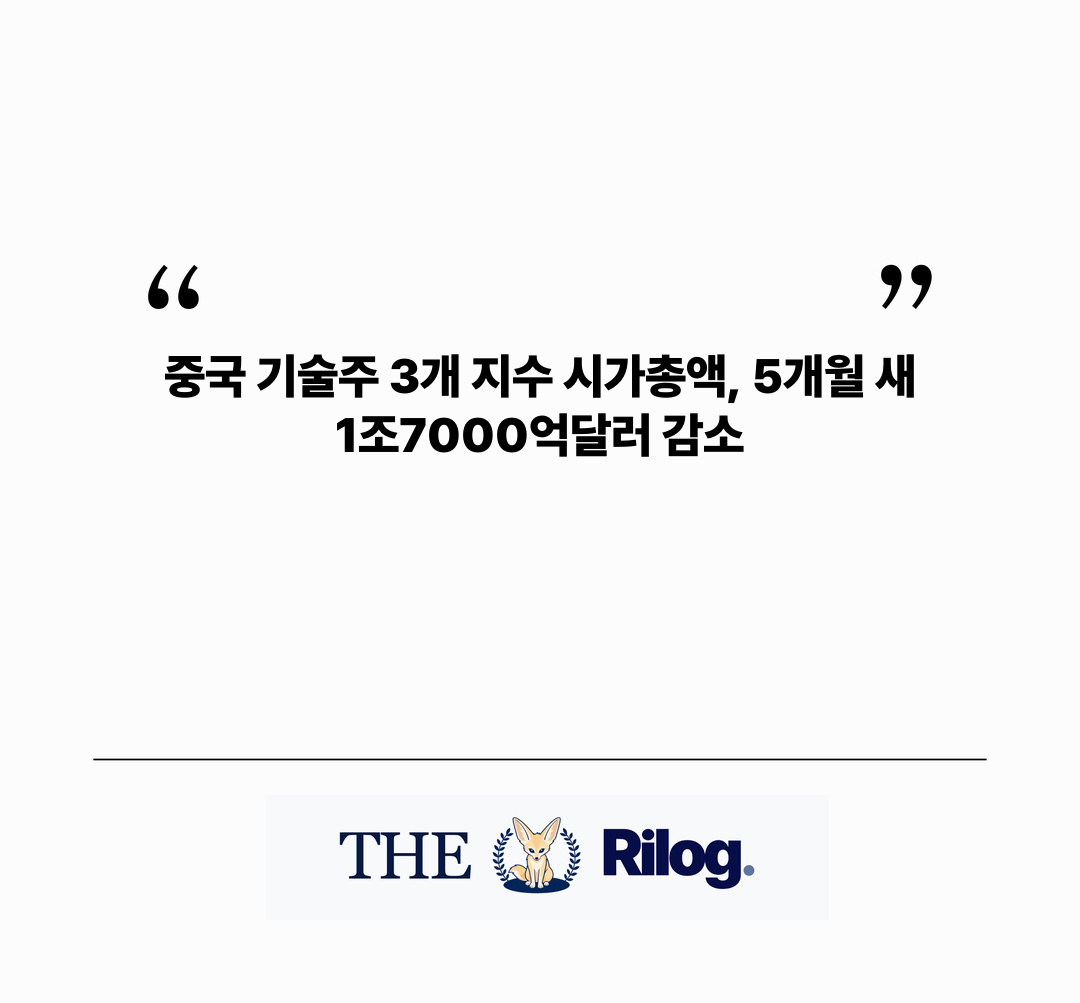 “ ”
중국 기술주 3개 지수 시가총액, 5개월 새
1조7000억달러 감소
THE Rilog.